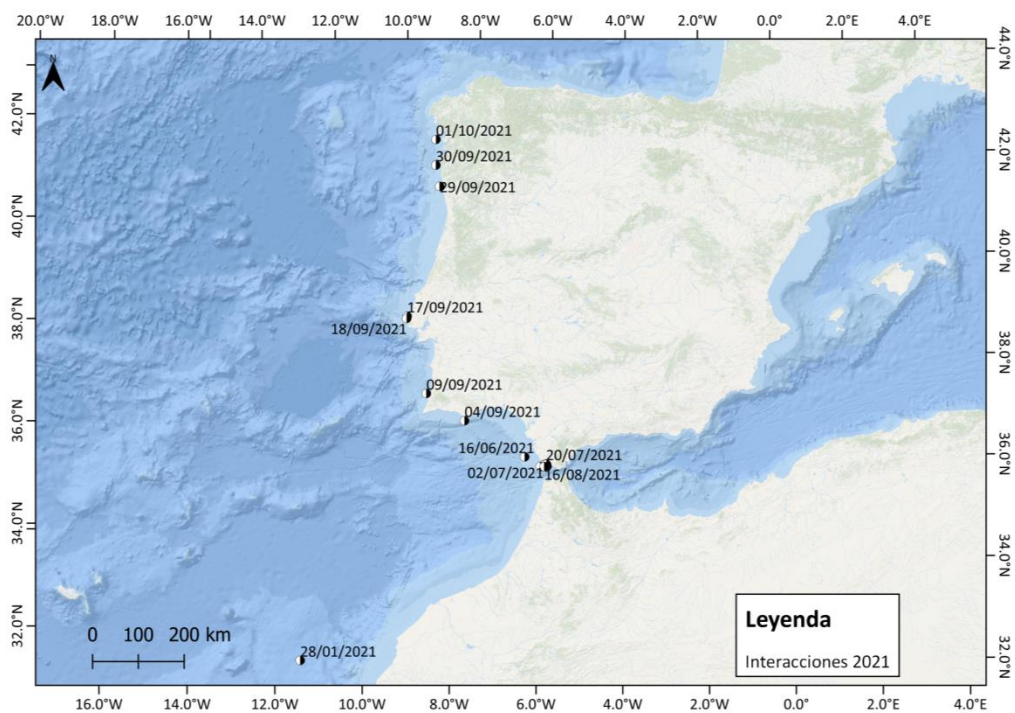 20.0°W 16.0°W 14.0°W 12.0°W 10.0°W 8.0°W 6.0°W 4.0°W 2.0°W 0.0° 2.0°E 4.0°E
44.0°N
N
42.0°N
01/10/2021
42.0°N
30/09/2021
29/09/2021
40.0°N
40.0°N
17/09/2021
38.0°N
18/09/2021
38.0°N
09/09/2021
04/09/2021
36.0°N
16/06/2021
20/07/2021
36.0°N
02/07/2021
16/08/2021
34.0°N
34.0°N
Leyenda
32.0°N
0 100 200 km
28/01/2021
Interacciones 2021
32.0°N
16.0°W 14.0°W 12.0°W 10.0°W 8.0°W 6.0°W 4.0°W 2.0°W 0.0° 2.0°E 4.0°E